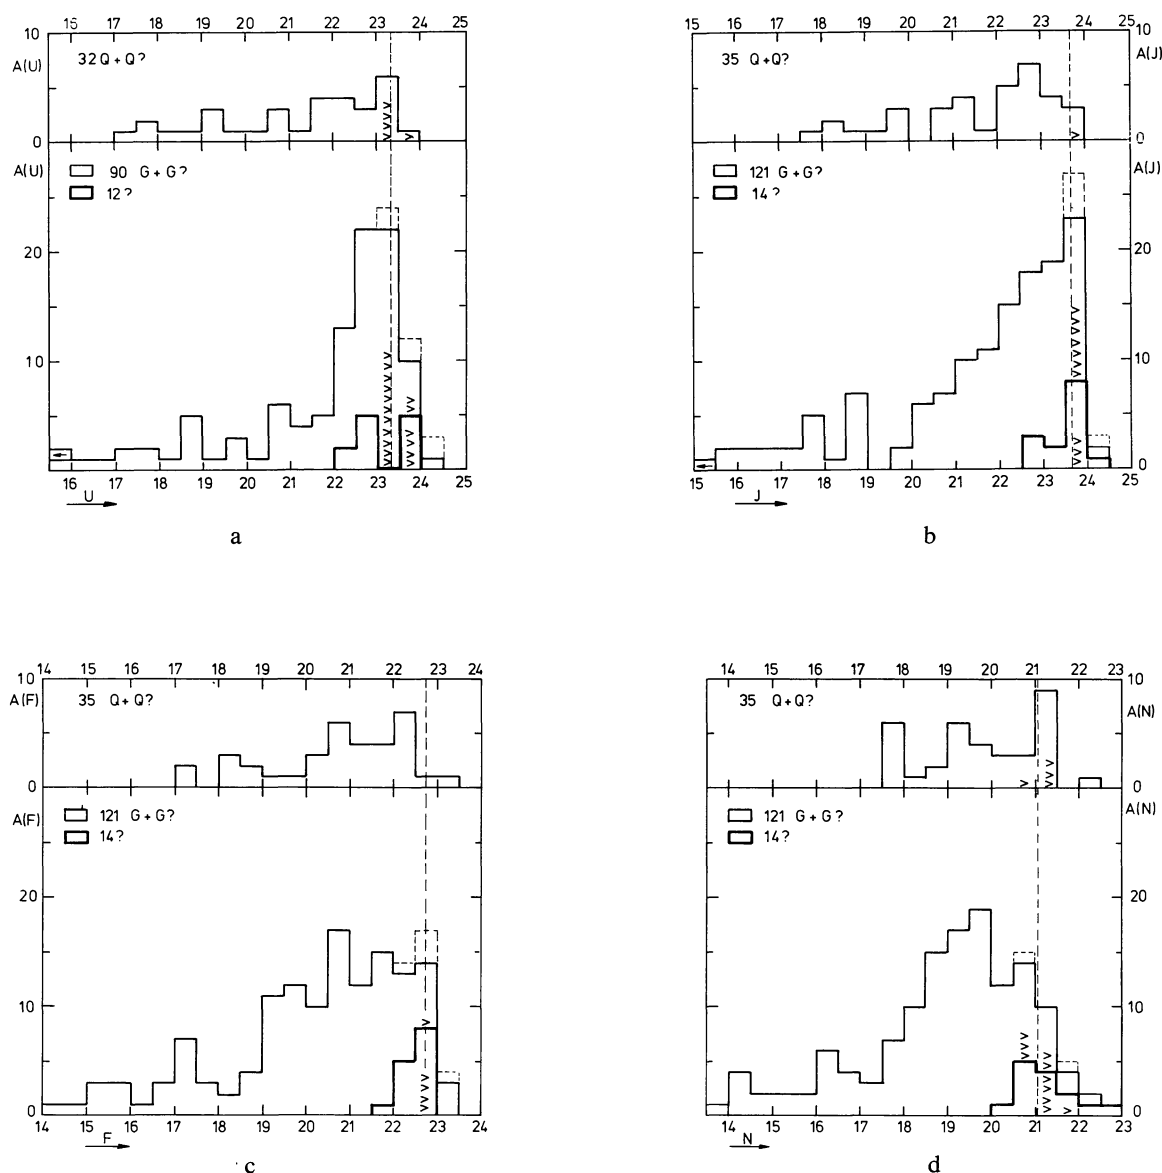 15 16 17 18 19 20 21 22 23 24 25
10
A(U)
32 Q + Q?
0
A(U)
90 G + G?
12?
20
10
0
16 17 18 19 20 21 22 23 24 25
U
a
15 16 17 18 19 20 21 22 23 24 25
10
A(J)
35 Q + Q?
0
A(J)
121 G + G?
14?
20
10
0
15 16 17 18 19 20 21 22 23 24 25
J
b
14 15 16 17 18 19 20 21 22 23 24
10
A(F)
35 Q + Q?
0
A(F)
121 G + G?
14?
20
10
0
14 15 16 17 18 19 20 21 22 23 24
F
c
14 15 16 17 18 19 20 21 22 23
10
A(N)
35 Q + Q?
0
A(N)
121 G + G?
14?
20
10
0
14 15 16 17 18 19 20 21 22 23
N
d